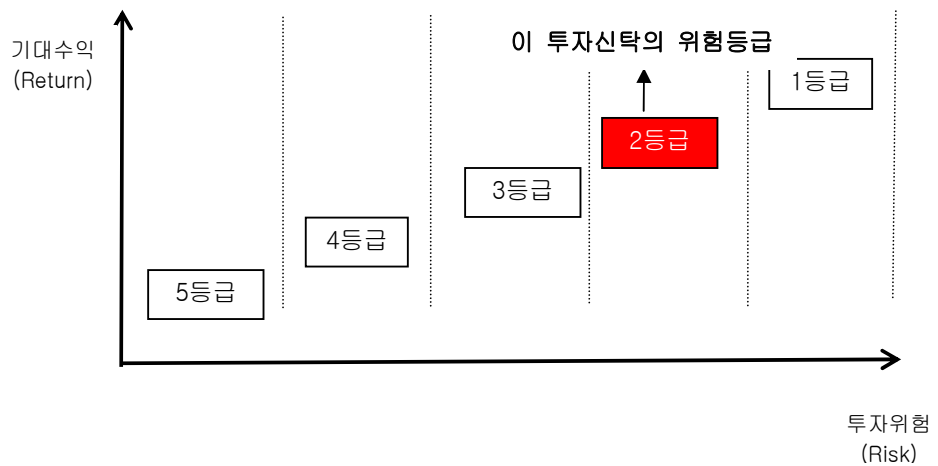 기대수익
(Return)
이 투자신탁의 위험등급
1등급
2등급
3등급
4등급
5등급
투자위험
(Risk)